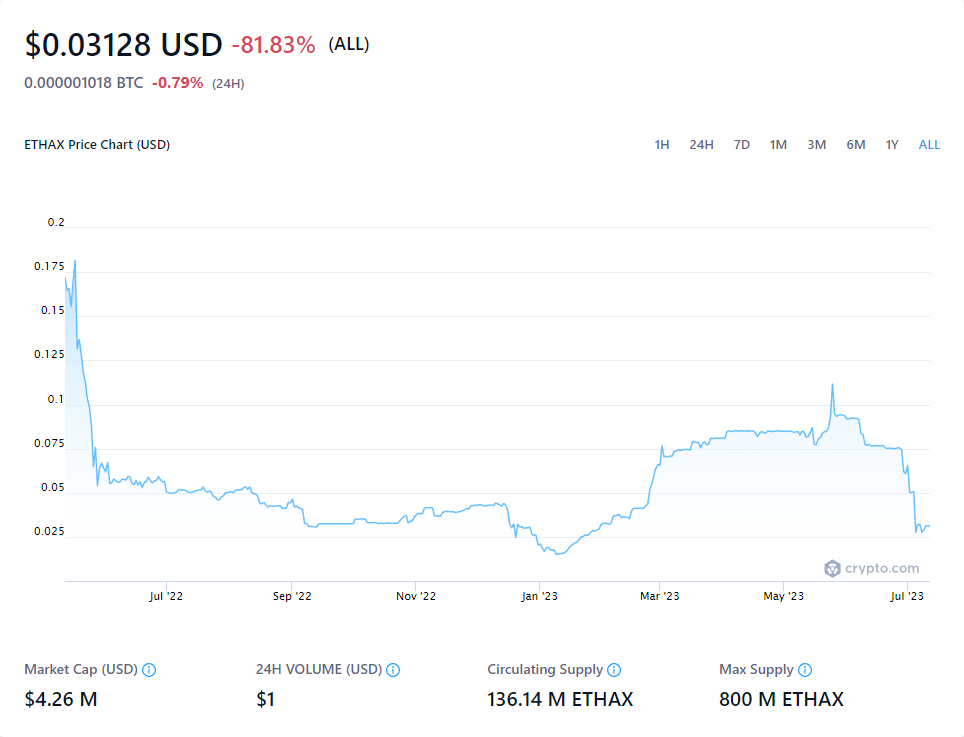 $0.03128 USD -81.83% (ALL)
0.000001018 BTC -0.79% (24H)
ETHAX Price Chart (USD) 1H 24H 7D 1M 3M 6M 1Y ALL
0.2
0.175
0.15
0.125
0.1
0.075
0.05
0.025
crypto.com
Jul '22 Sep '22 Nov '22 Jan '23 Mar '23 May '23 Jul '23
Market Cap (USD) 24H VOLUME (USD) Circulating Supply Max Supply
$4.26 M $1 136.14 M ETHAX 800 M ETHAX